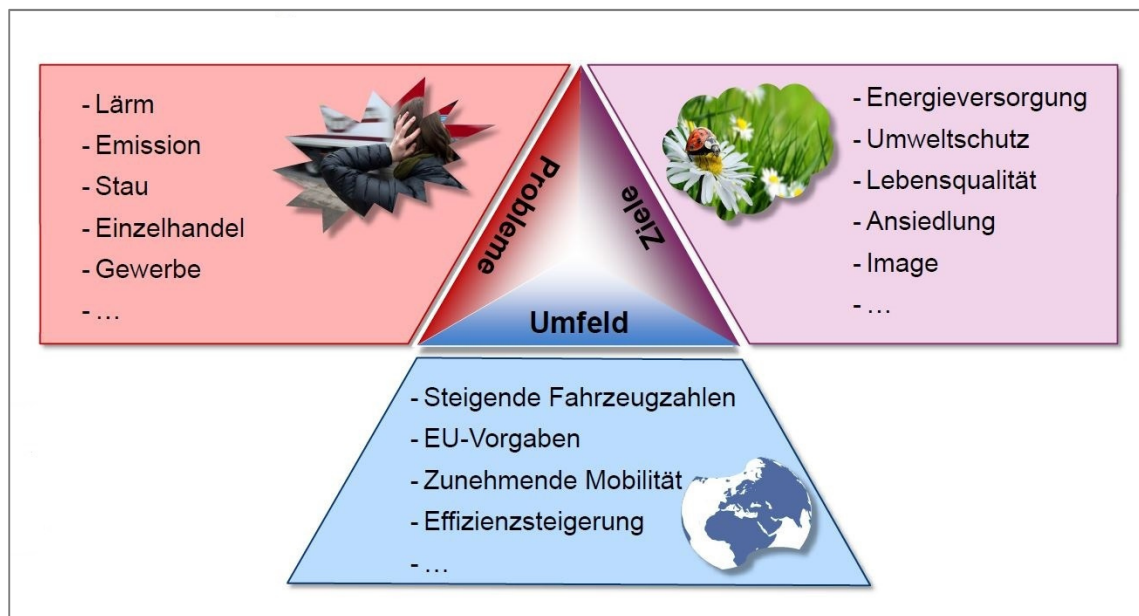 - Lärm
- Emission
- Stau
- Einzelhandel
- Gewerbe
- ...
Probleme
Ziele
Umfeld
- Energieversorgung
- Umweltschutz
- Lebensqualität
- Ansiedlung
- Image
- ...
- Steigende Fahrzeugzahlen
- EU-Vorgaben
- Zunehmende Mobilität
- Effizienzsteigerung
- ...